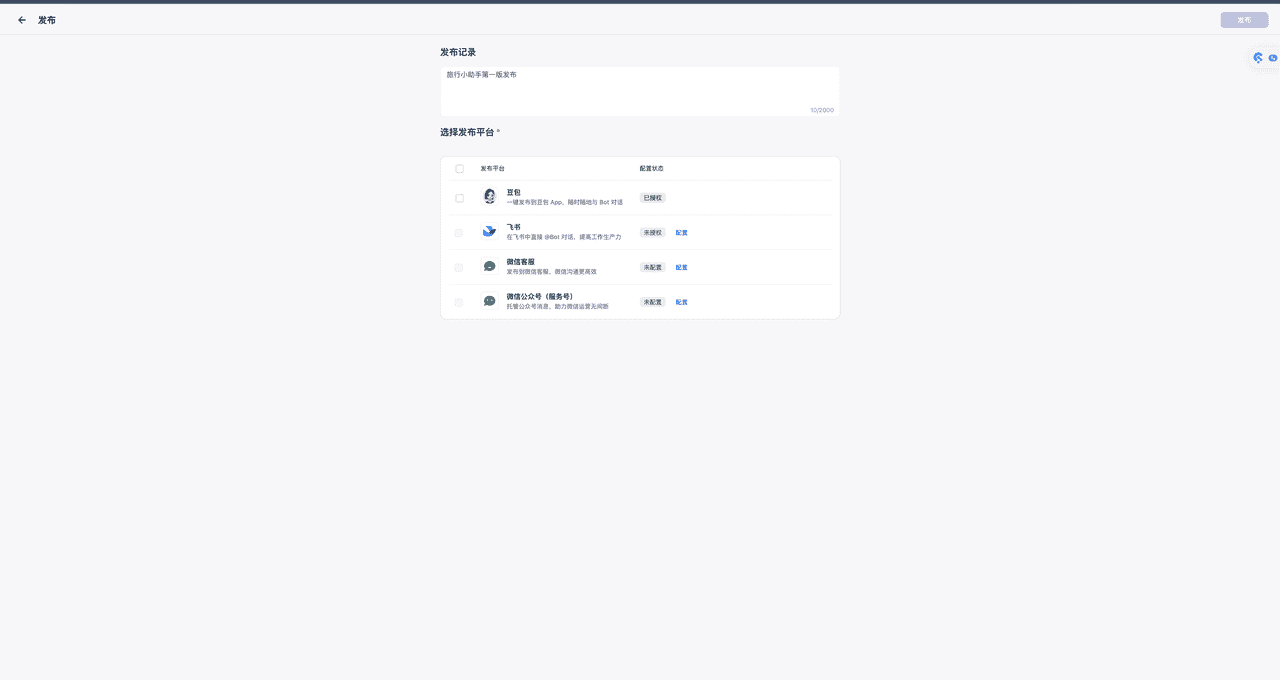 发布
发布
发布记录
旅行小助手第一版发布
10/2000
选择发布平台 *
发布平台 配置状态
豆包
一键发布到豆包 App，随时随地与 Bot 对话
已授权
飞书
在飞书中直接 @Bot 对话，提高工作生产力
未授权 配置
微信客服
发布到微信客服，微信沟通更高效
未配置 配置
微信公众号（服务号）
托管公众号消息，助力微信运营无间断
未配置 配置